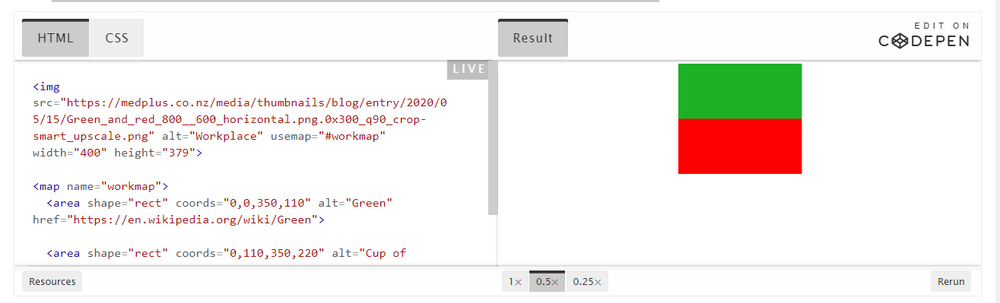 HTML CSS Result EDIT ON
CODEPEN
LIVE
<img
src="https://medplus.co.nz/media/thumbnails/blog/entry/2020/0
5/15/Green_and_red_800__600_horizontal.png.0x300_q90_crop-
smart_upscale.png" alt="Workplace" usemap="#workmap"
width="400" height="379">
<map name="workmap">
<area shape="rect" coords="0,0,350,110" alt="Green"
href="https://en.wikipedia.org/wiki/Green">
<area shape="rect" coords="0,110,350,220" alt="Cup of
Resources 1× 0.5× 0.25× Rerun